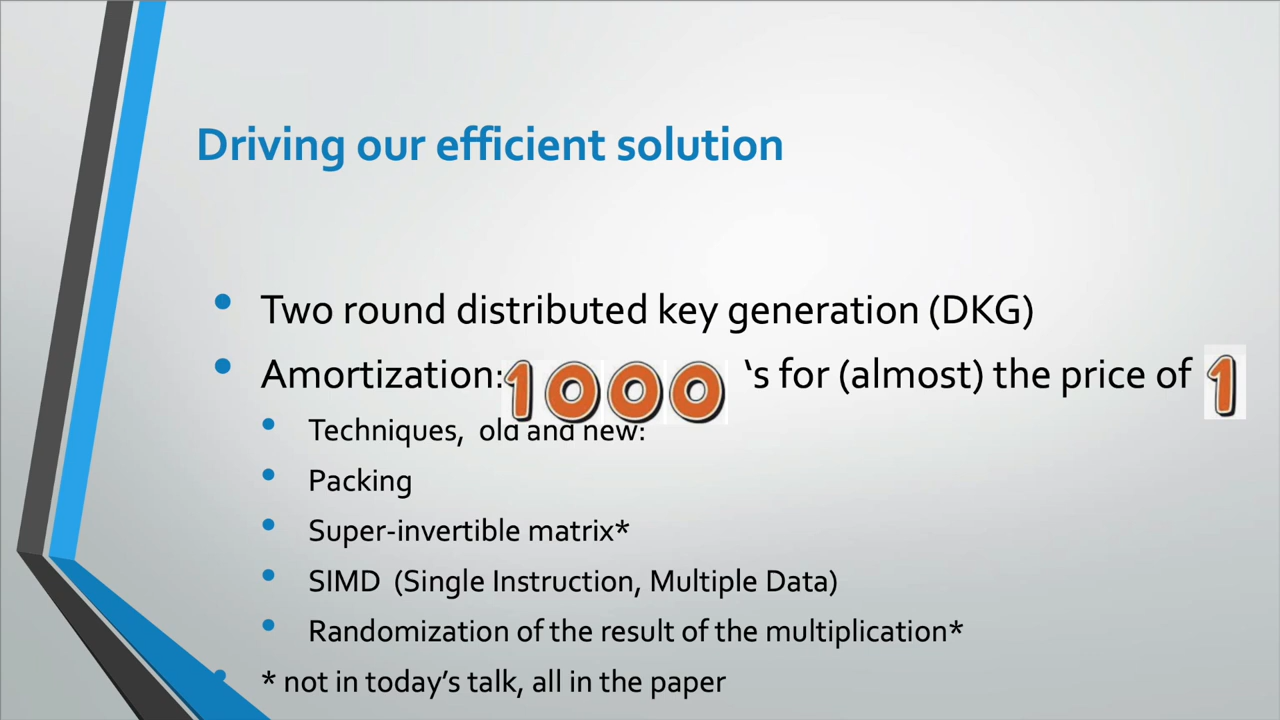 Driving our efficient solution
• Two round distributed key generation (DKG)
• Amortization: 1000 ‘s for (almost) the price of 1
• Techniques, old and new:
• Packing
• Super-invertible matrix*
• SIMD (Single Instruction, Multiple Data)
• Randomization of the result of the multiplication*
• * not in today’s talk, all in the paper